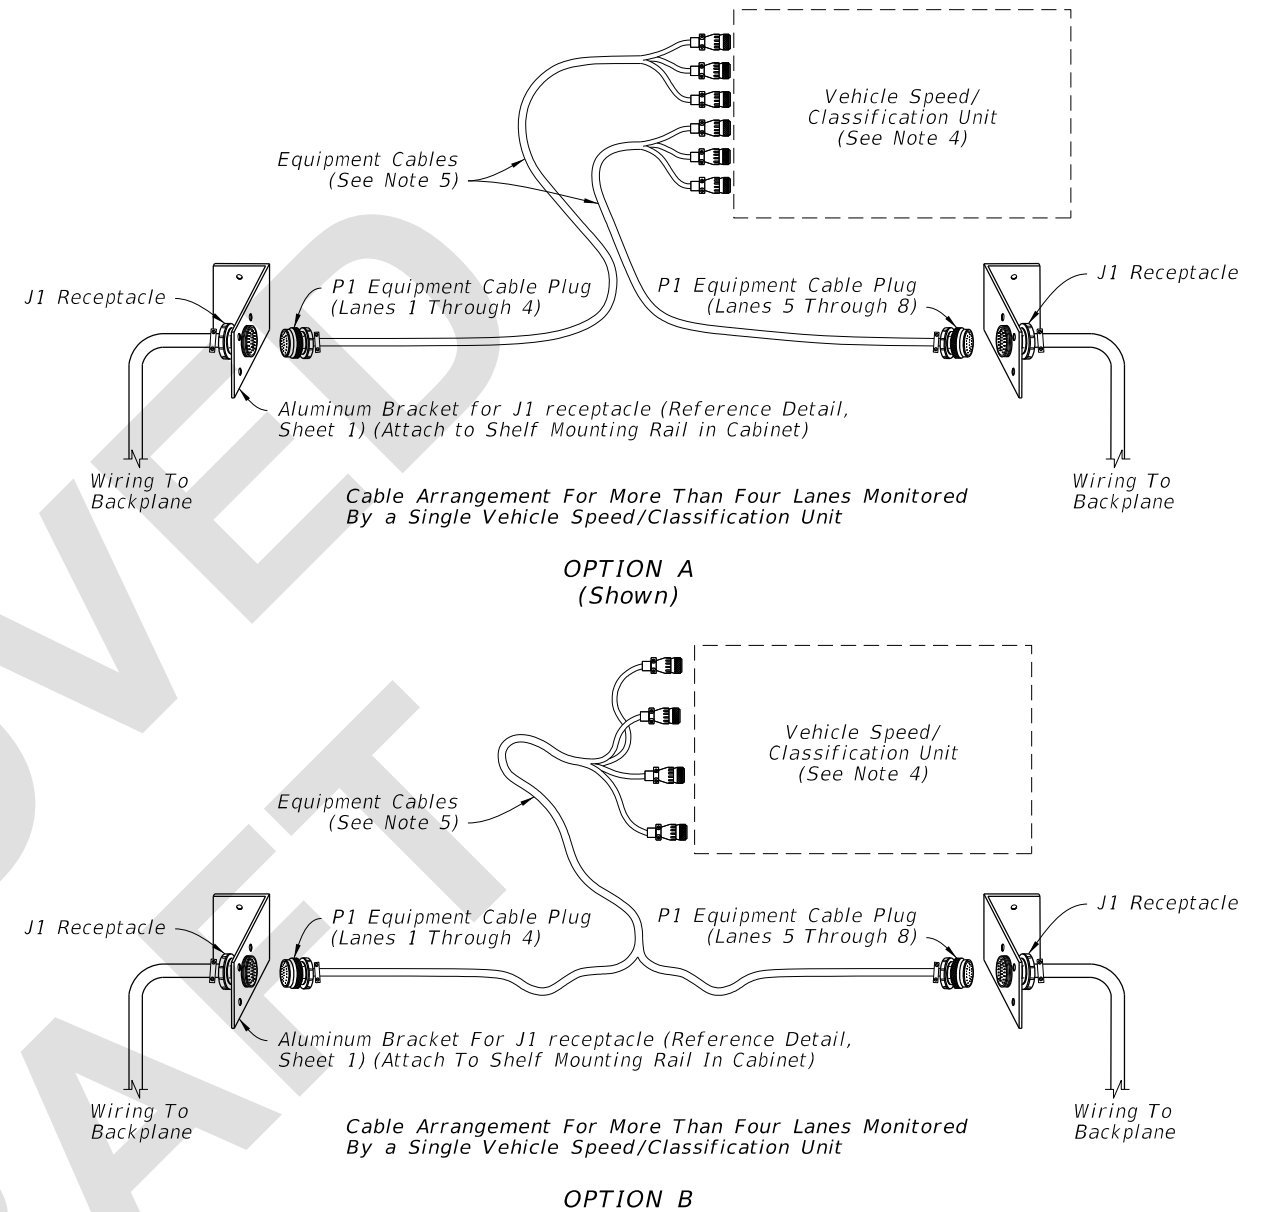 Vehicle Speed/
Classification Unit
(See Note 4)
Equipment Cables
(See Note 5)
J1 Receptacle
P1 Equipment Cable Plug
(Lanes 1 Through 4)
P1 Equipment Cable Plug
(Lanes 5 Through 8)
J1 Receptacle
Aluminum Bracket for J1 receptacle (Reference Detail,
Sheet 1) (Attach to Shelf Mounting Rail in Cabinet)
Wiring To
Backplane
Wiring To
Backplane
Cable Arrangement For More Than Four Lanes Monitored
By a Single Vehicle Speed/Classification Unit
OPTION A
(Shown)
Vehicle Speed/
Classification Unit
(See Note 4)
Equipment Cables
(See Note 5)
J1 Receptacle
P1 Equipment Cable Plug
(Lanes 1 Through 4)
P1 Equipment Cable Plug
(Lanes 5 Through 8)
J1 Receptacle
Aluminum Bracket For J1 receptacle (Reference Detail,
Sheet 1) (Attach To Shelf Mounting Rail In Cabinet)
Wiring To
Backplane
Wiring To
Backplane
Cable Arrangement For More Than Four Lanes Monitored
By a Single Vehicle Speed/Classification Unit
OPTION B